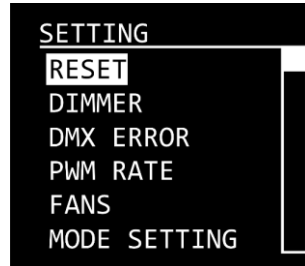 SETTING
RESET
DIMMER
DMX ERROR
PWM RATE
FANS
MODE SETTING